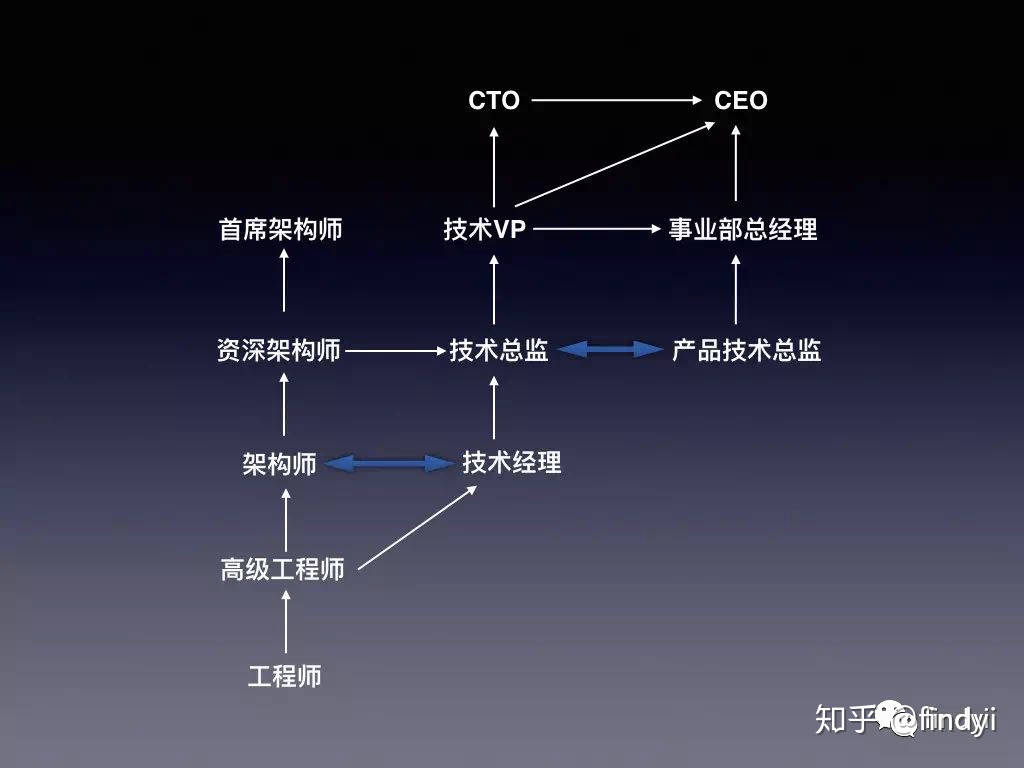 CTO CEO
首席架构师 技术VP 事业部总经理
资深架构师 技术总监 产品技术总监
架构师 技术经理
高级工程师
工程师
知乎 @findyii